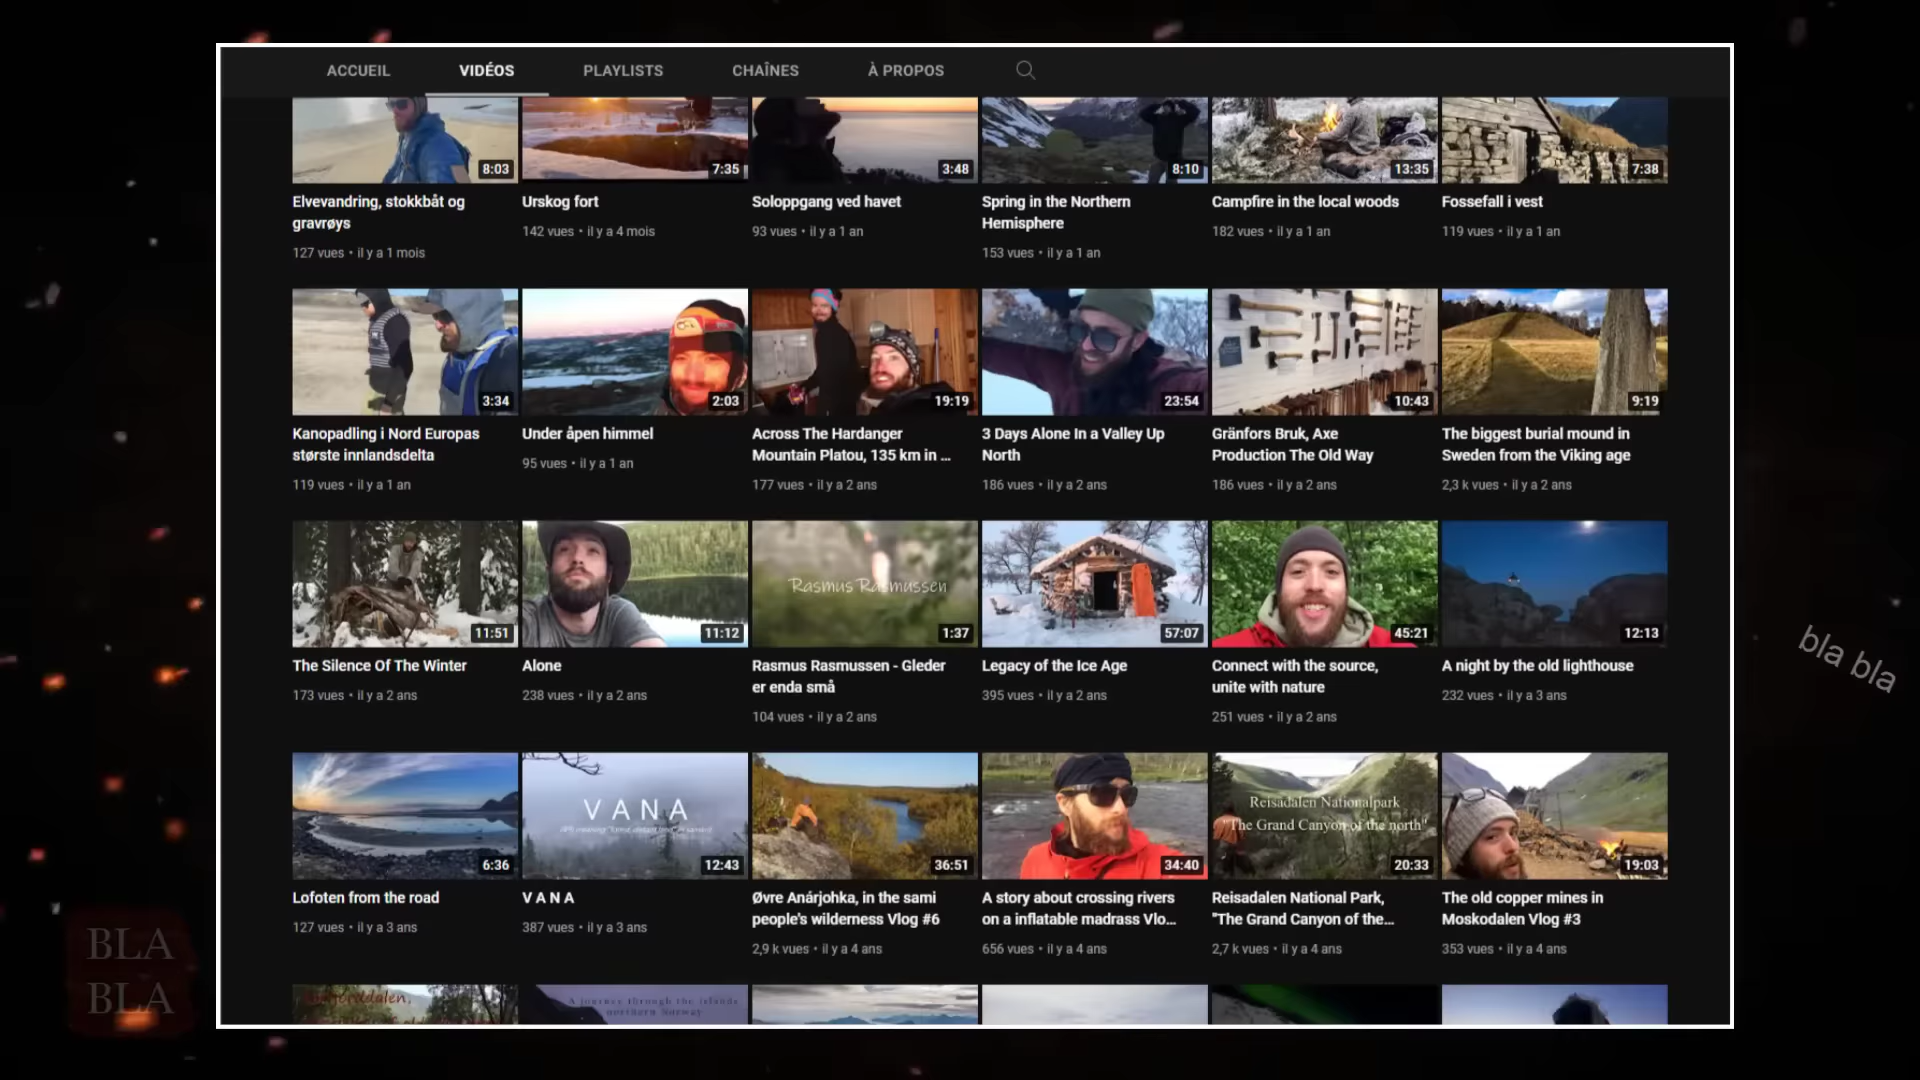 ACCUEIL VIDÉOS PLAYLISTS CHAÎNES À PROPOS
8:03 7:35 3:48 8:10 13:35 7:38
Elvevandring, stokkbåt og
gravrøys
127 vues • il y a 1 mois
Urskog fort
142 vues • il y a 4 mois
Soloppgang ved havet
93 vues • il y a 1 an
Spring in the Northern
Hemisphere
153 vues • il y a 1 an
Campfire in the local woods
182 vues • il y a 1 an
Fossefall i vest
119 vues • il y a 1 an
3:34 2:03 19:19 23:54 10:43 9:19
Kanopadling i Nord Europas
største innlandsdelta
119 vues • il y a 1 an
Under åpen himmel
95 vues • il y a 1 an
Across The Hardanger
Mountain Platou, 135 km in ...
177 vues • il y a 2 ans
3 Days Alone In a Valley Up
North
186 vues • il y a 2 ans
Gränfors Bruk, Axe
Production The Old Way
186 vues • il y a 2 ans
The biggest burial mound in
Sweden from the Viking age
2,3 k vues • il y a 2 ans
Rasmus Rasmussen
11:51 11:12 1:37 57:07 45:21 12:13
The Silence Of The Winter
173 vues • il y a 2 ans
Alone
238 vues • il y a 2 ans
Rasmus Rasmussen - Gleder
er enda små
104 vues • il y a 2 ans
Legacy of the Ice Age
395 vues • il y a 2 ans
Connect with the source,
unite with nature
251 vues • il y a 2 ans
A night by the old lighthouse
232 vues • il y a 3 ans
bla bla
VANA
Reisadalen Nationalpark
"The Grand Canyon of the north"
6:36 12:43 36:51 34:40 20:33 19:03
Lofoten from the road
127 vues • il y a 3 ans
V A N A
387 vues • il y a 3 ans
Øvre Anárjohka, in the sami
people's wilderness Vlog #6
2,9 k vues • il y a 4 ans
A story about crossing rivers
on a inflatable madrass Vlo...
656 vues • il y a 4 ans
Reisadalen National Park,
"The Grand Canyon of the...
2,7 k vues • il y a 4 ans
The old copper mines in
Moskodalen Vlog #3
353 vues • il y a 4 ans
BLA
BLA
A journey through the islands
northern Norway